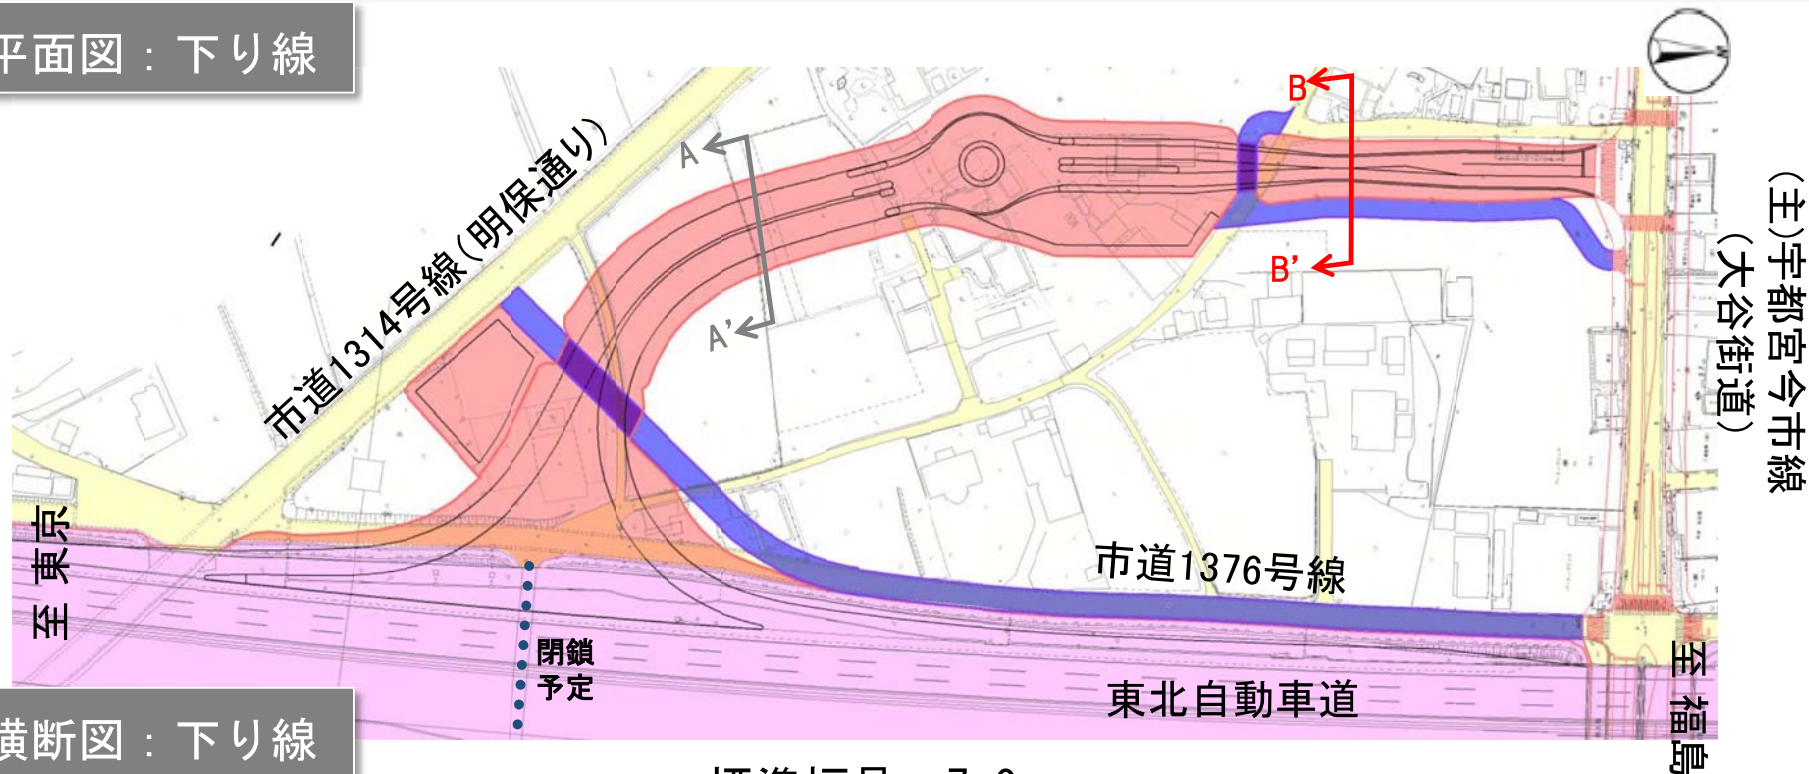 平面図：下り線
市道1314号線(明保通り)
A
A’
B
B’
(主)宇都宮今市線
(大谷街道)
至 東京
閉鎖
予定
市道1376号線
東北自動車道
至 福島
横断図：下り線